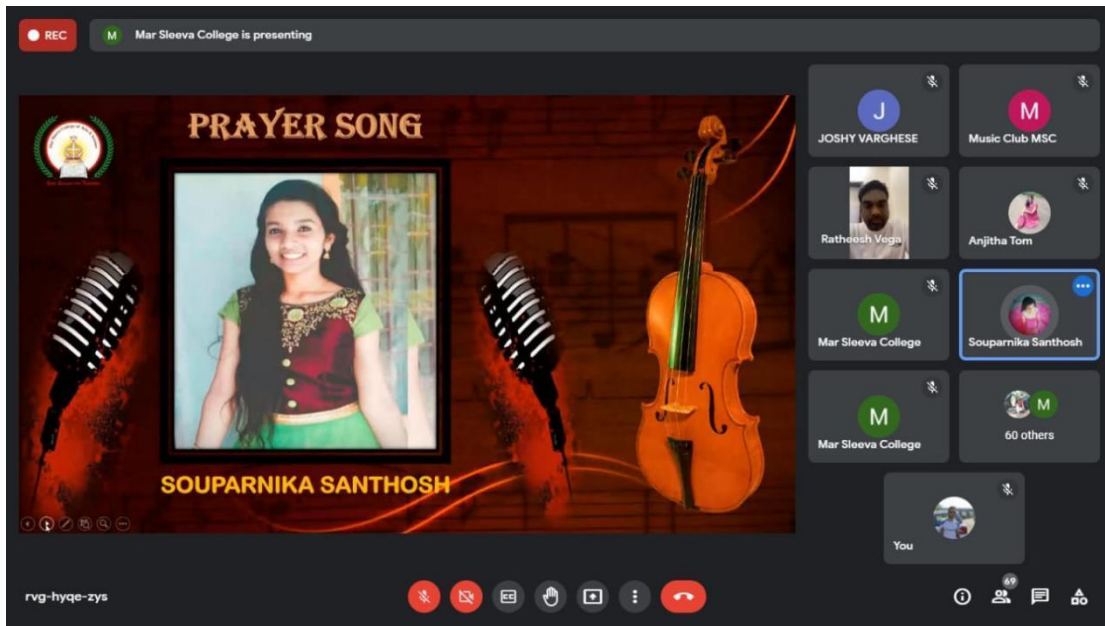 REC
M
Mar Sleeva College is presenting
PRAYER SONG
SOUPARNIKA SANTHOSH
J
JOSHY VARGHESE
M
Music Club MSC
Ratheesh Vega
Anjitha Tom
M
Mar Sleeva College
Souparnika Santhosh
M
Mar Sleeva College
M
60 others
You
rvg-hyqe-zys
CC
69